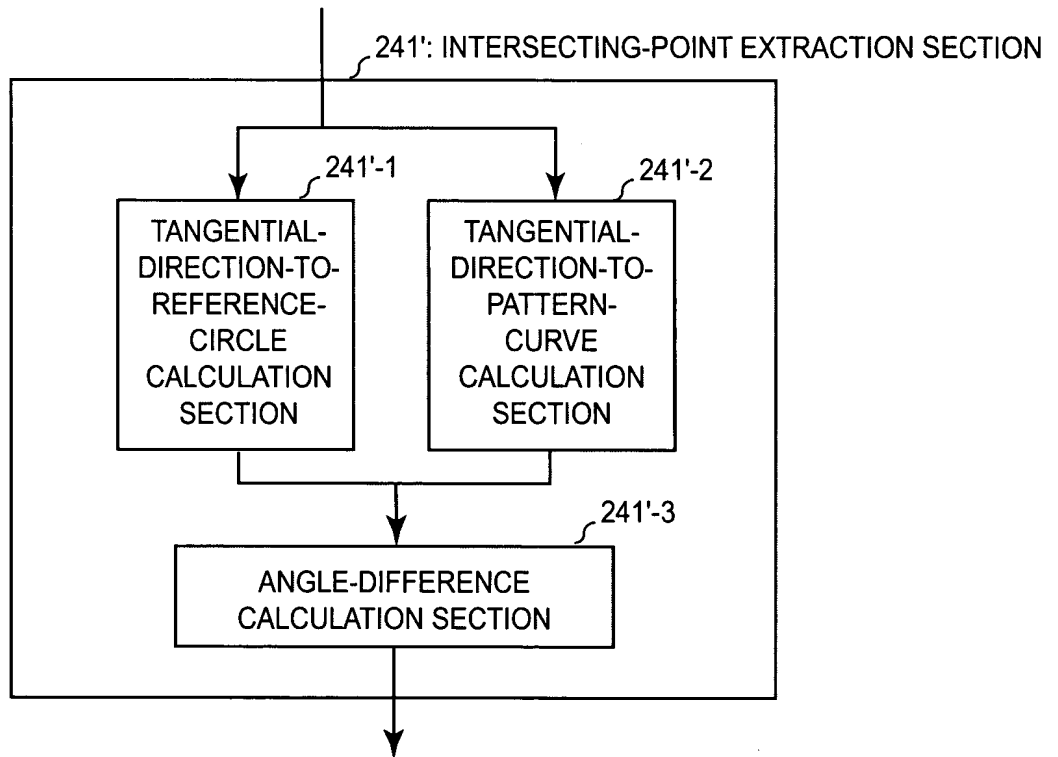 241': INTERSECTING-POINT EXTRACTION SECTION
241'-1
241'-2
TANGENTIAL-
DIRECTION-TO-
REFERENCE-
CIRCLE
CALCULATION
SECTION
TANGENTIAL-
DIRECTION-TO-
PATTERN-
CURVE
CALCULATION
SECTION
241'-3
ANGLE-DIFFERENCE
CALCULATION SECTION